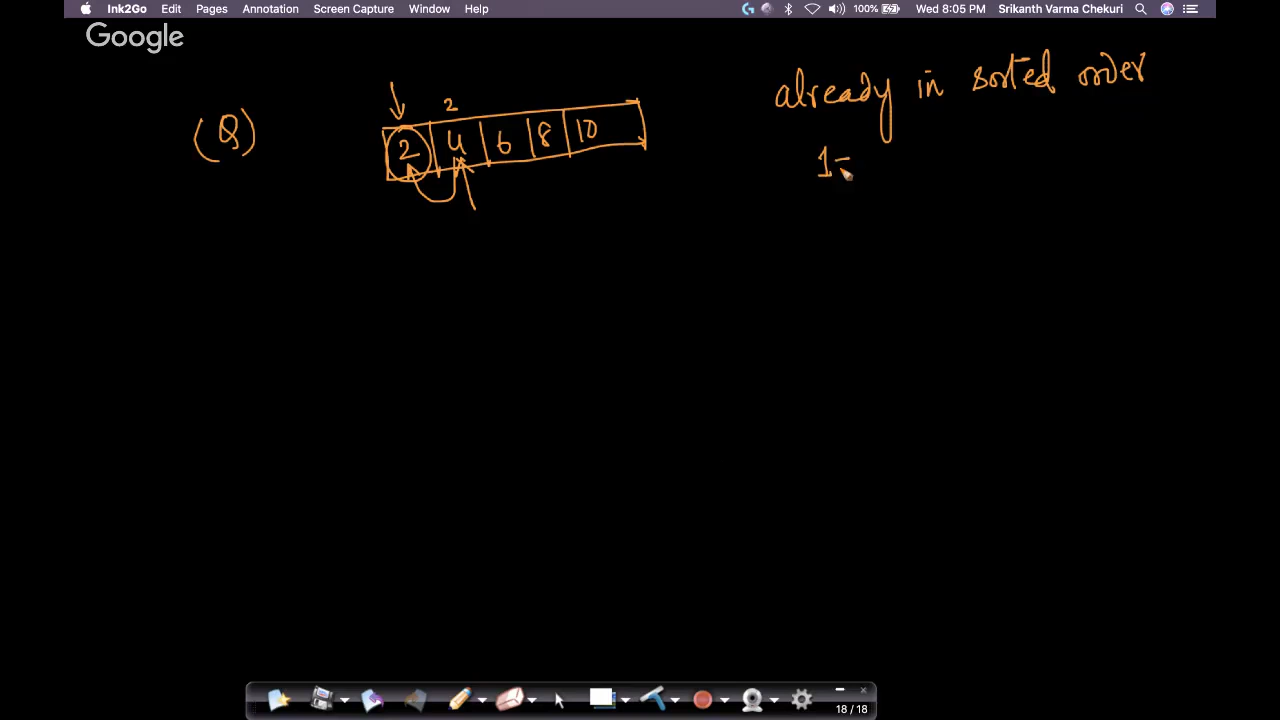 Ink2Go Edit Pages Annotation Screen Capture Window Help 100% Wed 8:05 PM Srikanth Varma Chekuri
Google
already in sorted order
2
(Q) 2 4 6 8 10
1-
18 / 18